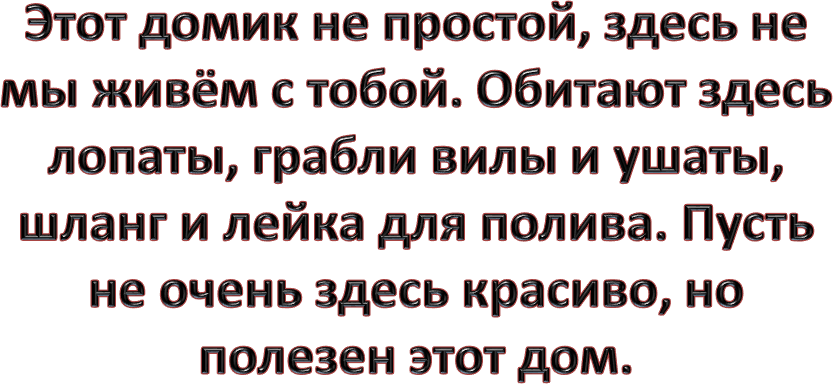 Этот домик не простой, здесь не
мы живём с тобой. Обитают здесь
лопаты, грабли вилы и ушаты,
шланг и лейка для полива. Пусть
не очень здесь красиво, но
полезен этот дом.